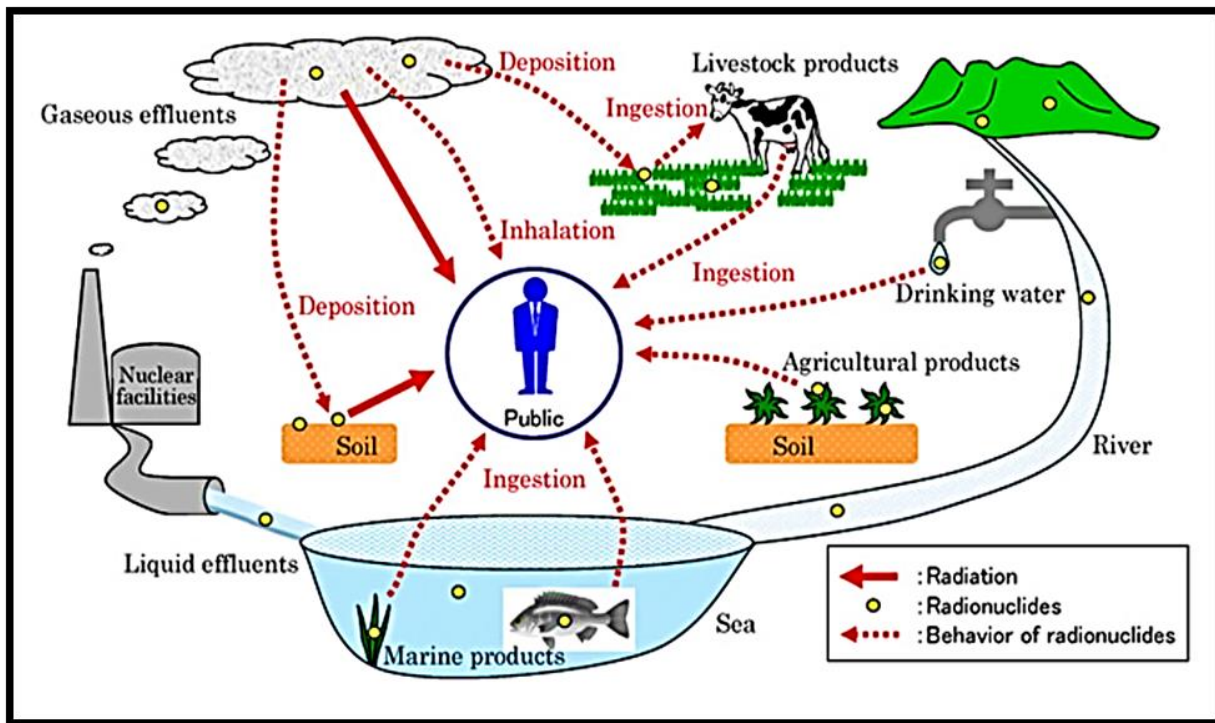 Deposition
Livestock products
Ingestion
Gaseous effluents
Inhalation
Ingestion
Drinking water
Deposition
Agricultural products
Nuclear
facilities
Public
Soil
Soil
River
Ingestion
Liquid effluents
Sea
Marine products
:Radiation
:Radionuclides
:Behavior of radionuclides